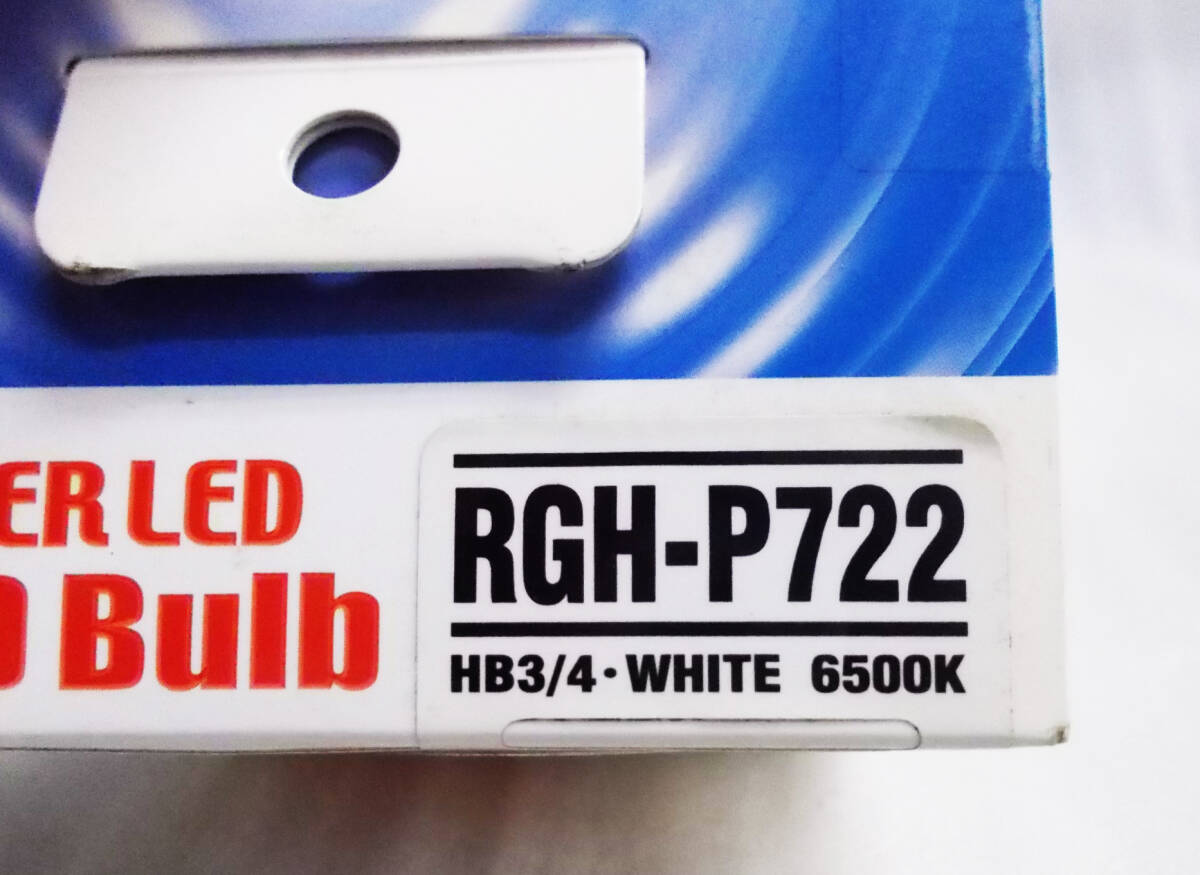 ER LED
Bulb
RGH-P722
HB3/4・WHITE 6500K